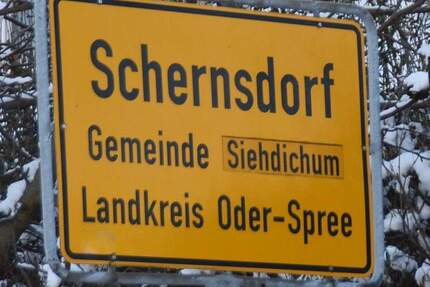 Schernsdorf
Gemeinde Siehdichum
Landkreis Oder-Spree